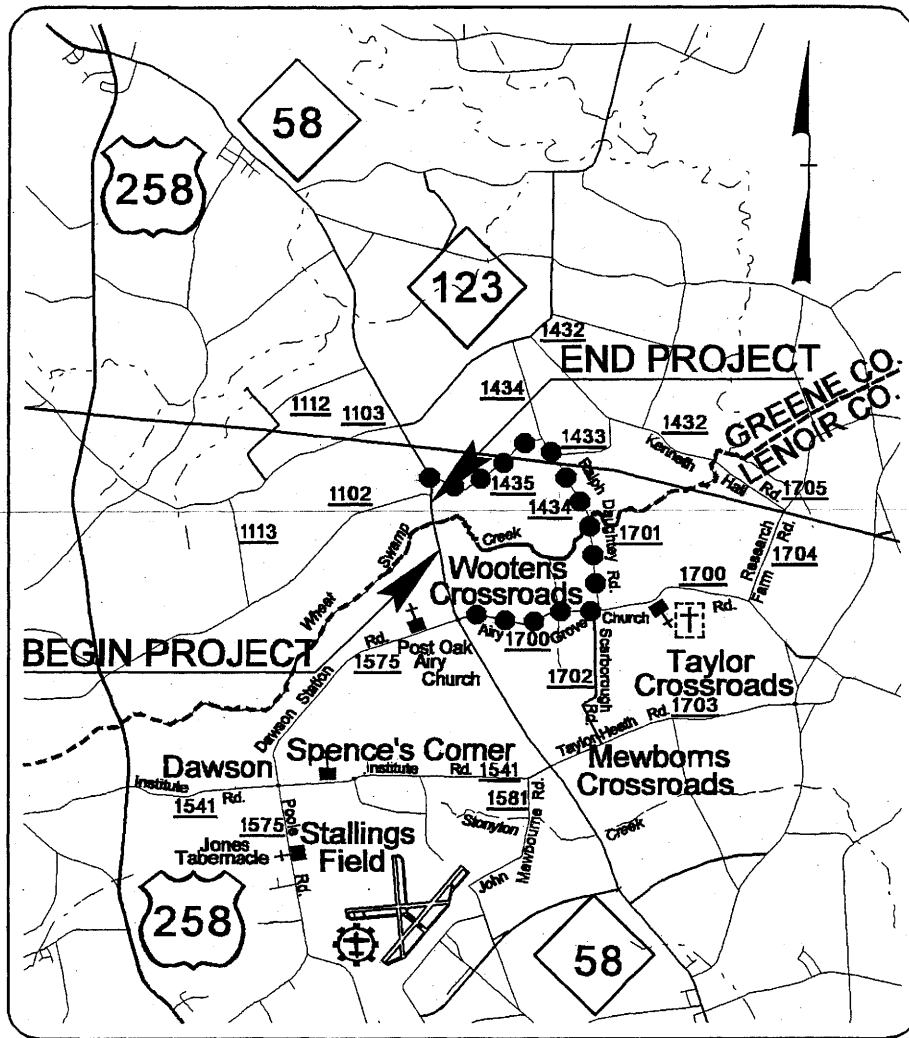 58
258
123
1432
END PROJECT
1434
GREENE CO.
LENOIR CO.
1112
1103
1433
1432
Kenneth
Hall
Rd.
1705
1102
1435
Ralph
1434
Daughtey
Rd.
1701
1113
Swamp
Creek
Wheat
Research
Farm
Rd.
1704
Wootens
Crossroads
1700
BEGIN PROJECT
Airy
1700
Grove
Church
Rd.
Dawson
Station
Rd.
1575
Post Oak
Airy
Church
1702
Scarborough
Rd.
Taylor
Crossroads
1703
Taylor Heath
Rd.
Dawson
Spence's Corner
Mewborns
Crossroads
Institute
Rd.
1541
Institute
Rd.
1541
1581
Stonyton
Creek
1575
Poole
Rd.
Jones
Tabernacle
Stallings
Field
John
Mewbourne
Rd.
258
58